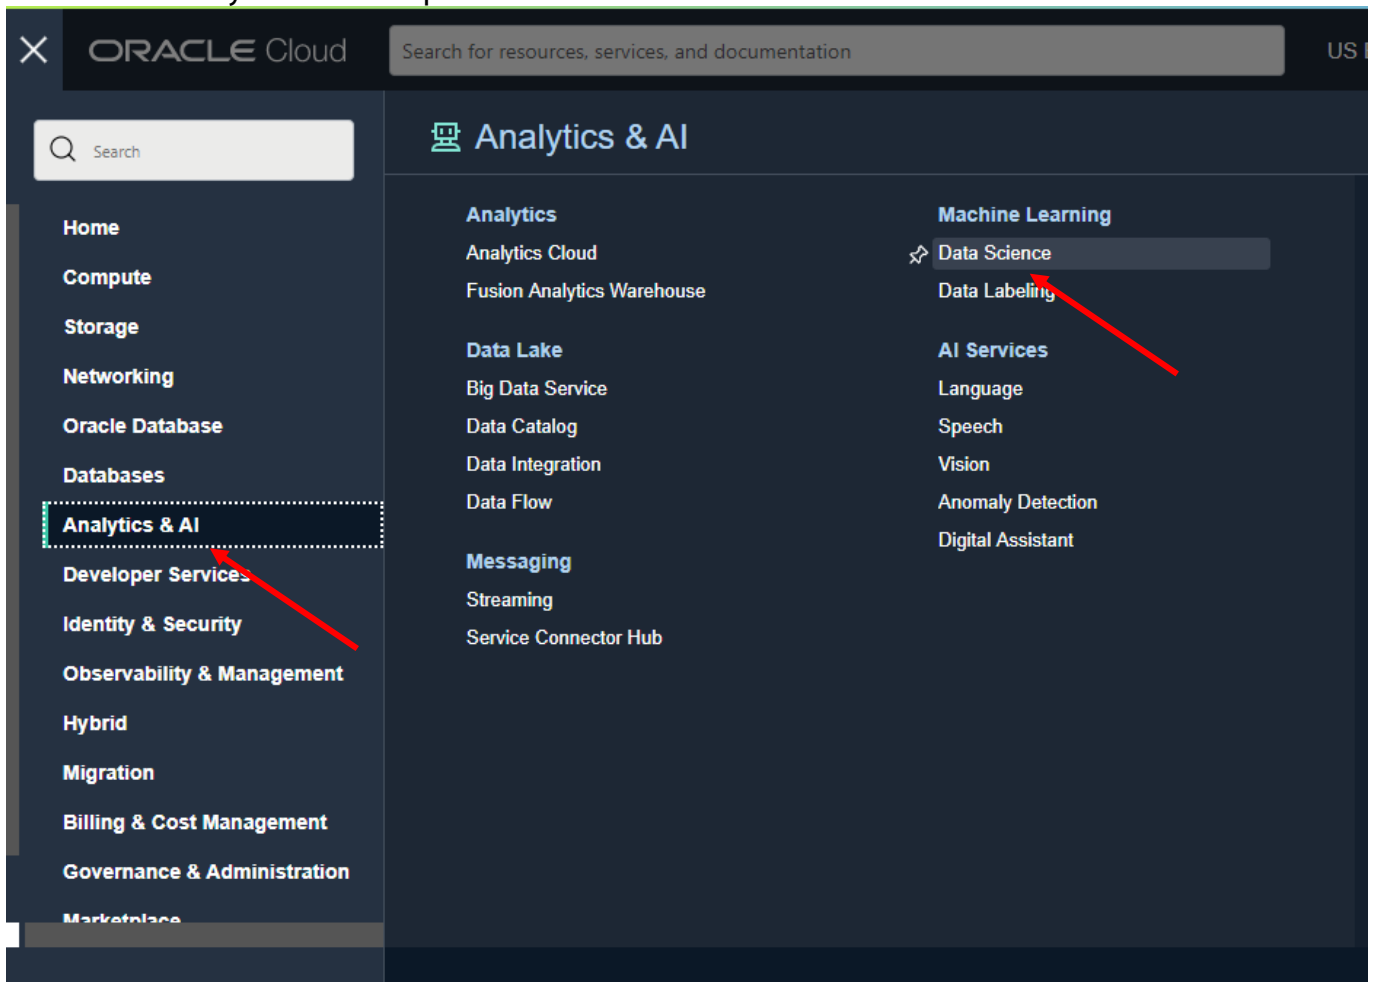 ORACLE Cloud
Search for resources, services, and documentation
US
Search
Home
Compute
Storage
Networking
Oracle Database
Databases
Analytics & AI
Developer Services
Identity & Security
Observability & Management
Hybrid
Migration
Billing & Cost Management
Governance & Administration
Marketplace
Analytics & AI
Analytics
Analytics Cloud
Fusion Analytics Warehouse
Data Lake
Big Data Service
Data Catalog
Data Integration
Data Flow
Messaging
Streaming
Service Connector Hub
Machine Learning
Data Science
Data Labeling
AI Services
Language
Speech
Vision
Anomaly Detection
Digital Assistant